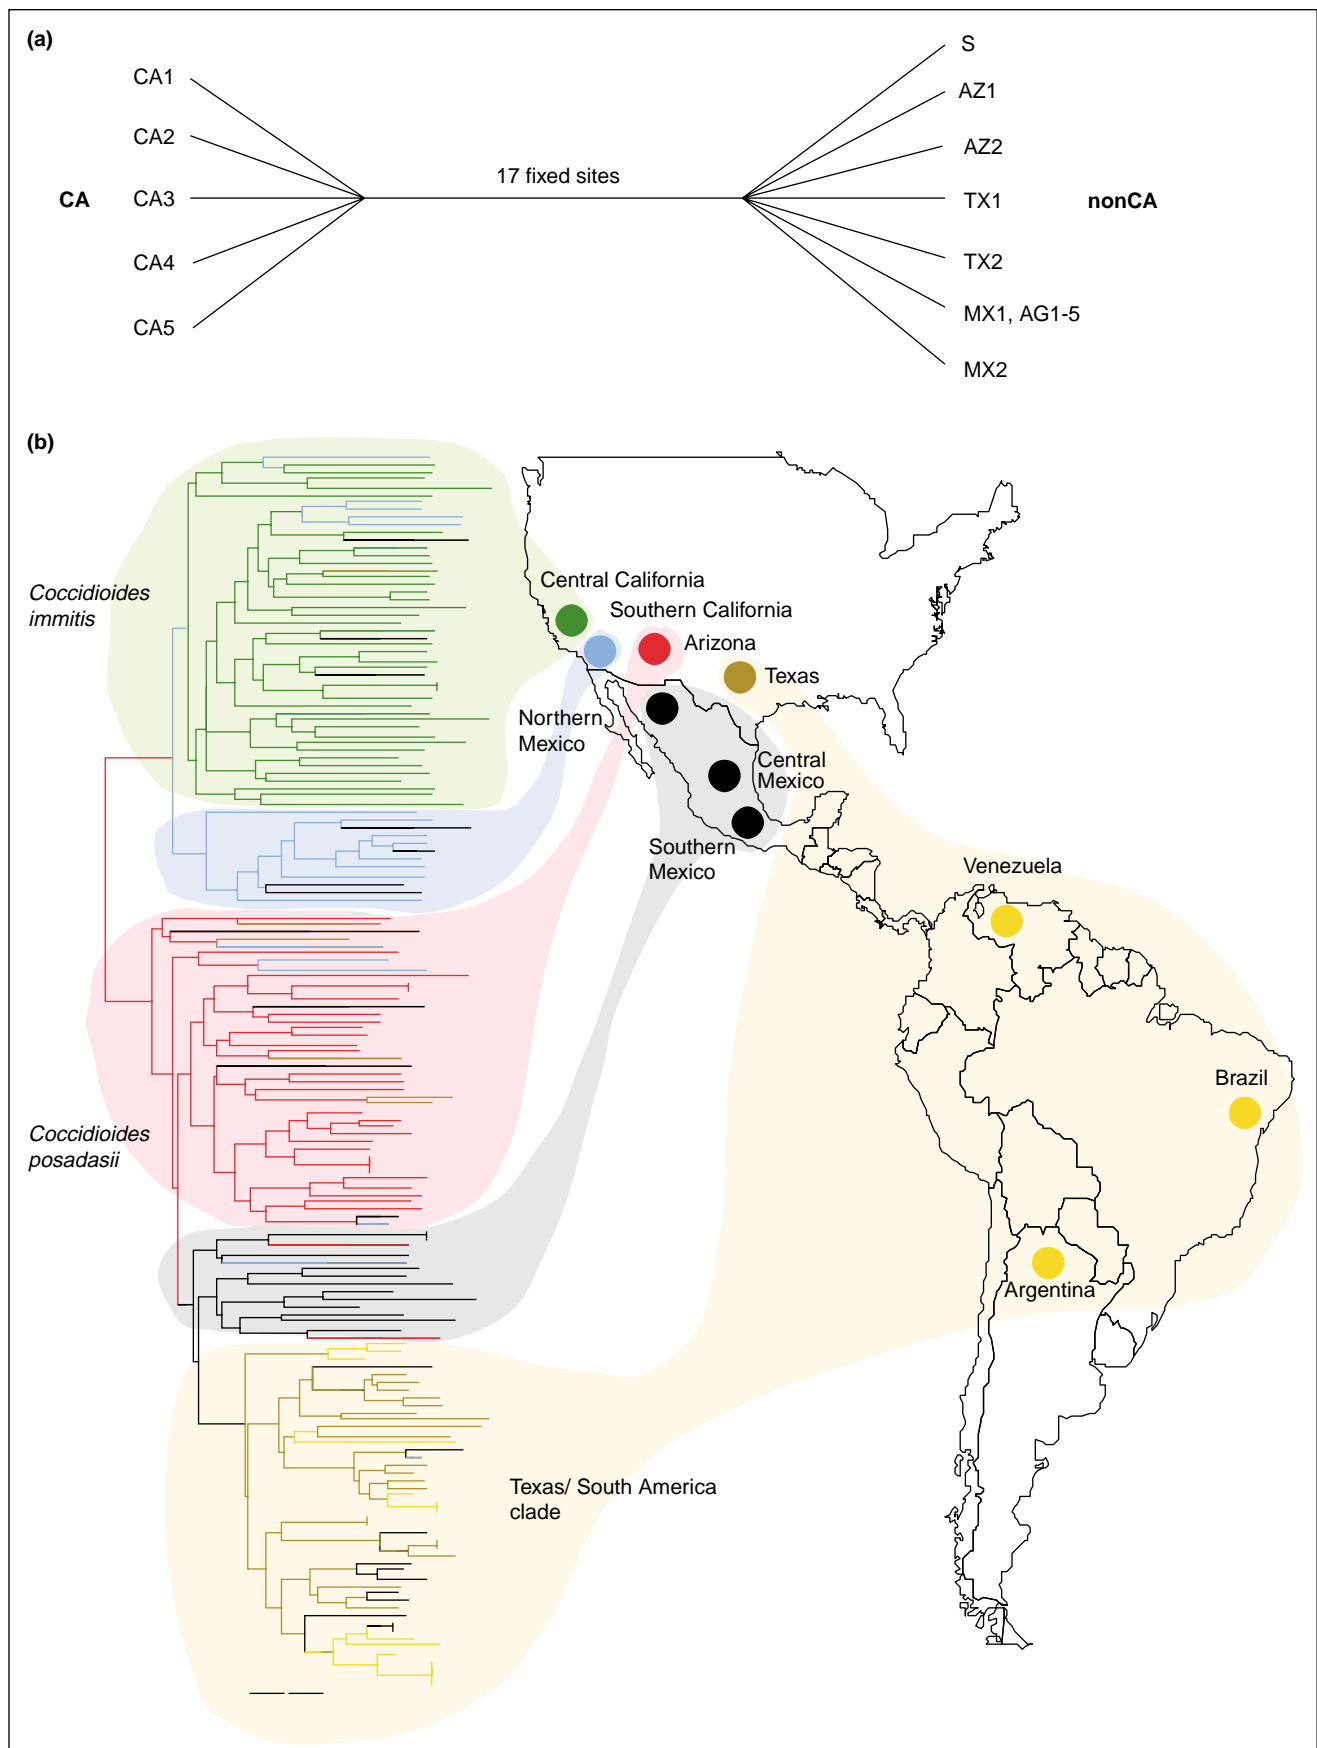 (a)
CA1
CA2
CA
CA3
CA4
CA5
17 fixed sites
S
AZ1
AZ2
TX1
nonCA
TX2
MX1, AG1-5
MX2
(b)
Coccidioides
immitis
Central California
Southern California
Arizona
Texas
Northern
Mexico
Central
Mexico
Southern
Mexico
Venezuela
Brazil
Argentina
Coccidioides
posadasii
Texas/ South America
clade